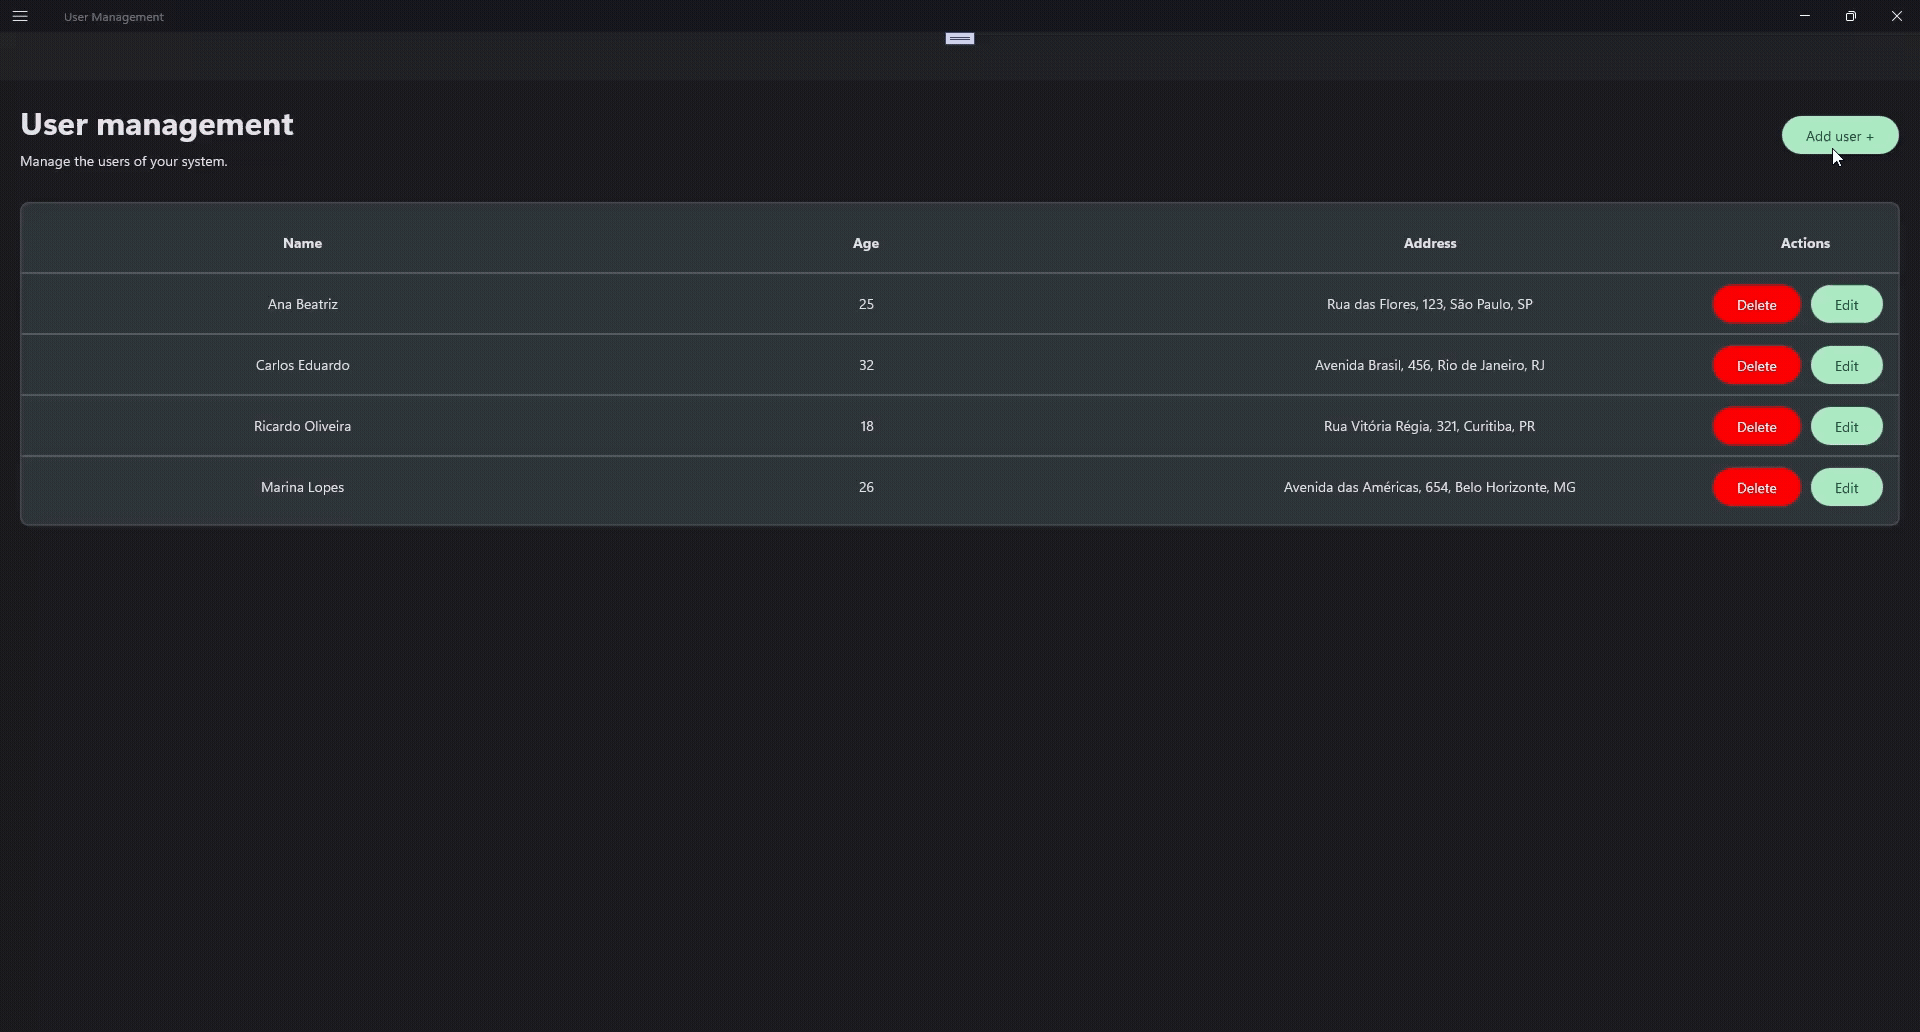 User Management
User management
Add user +
Manage the users of your system.
Name Age Address Actions
Ana Beatriz 25 Rua das Flores, 123, São Paulo, SP Delete Edit
Carlos Eduardo 32 Avenida Brasil, 456, Rio de Janeiro, RJ Delete Edit
Ricardo Oliveira 18 Rua Vitória Régia, 321, Curitiba, PR Delete Edit
Marina Lopes 26 Avenida das Américas, 654, Belo Horizonte, MG Delete Edit